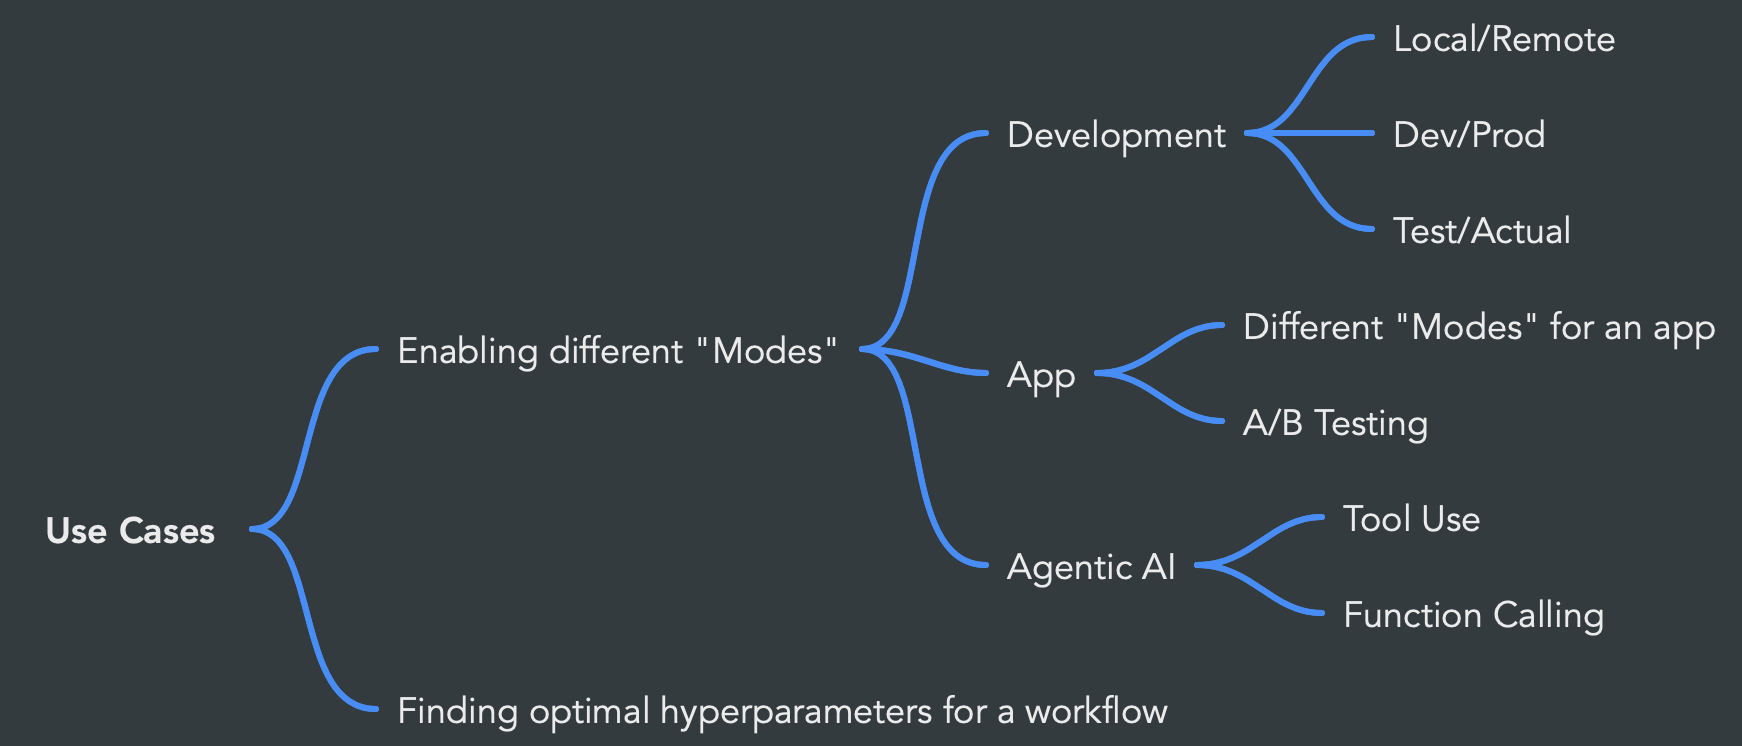 Use Cases
Enabling different "Modes"
Development
Local/Remote
Dev/Prod
Test/Actual
App
Different "Modes" for an app
A/B Testing
Agentic AI
Tool Use
Function Calling
Finding optimal hyperparameters for a workflow